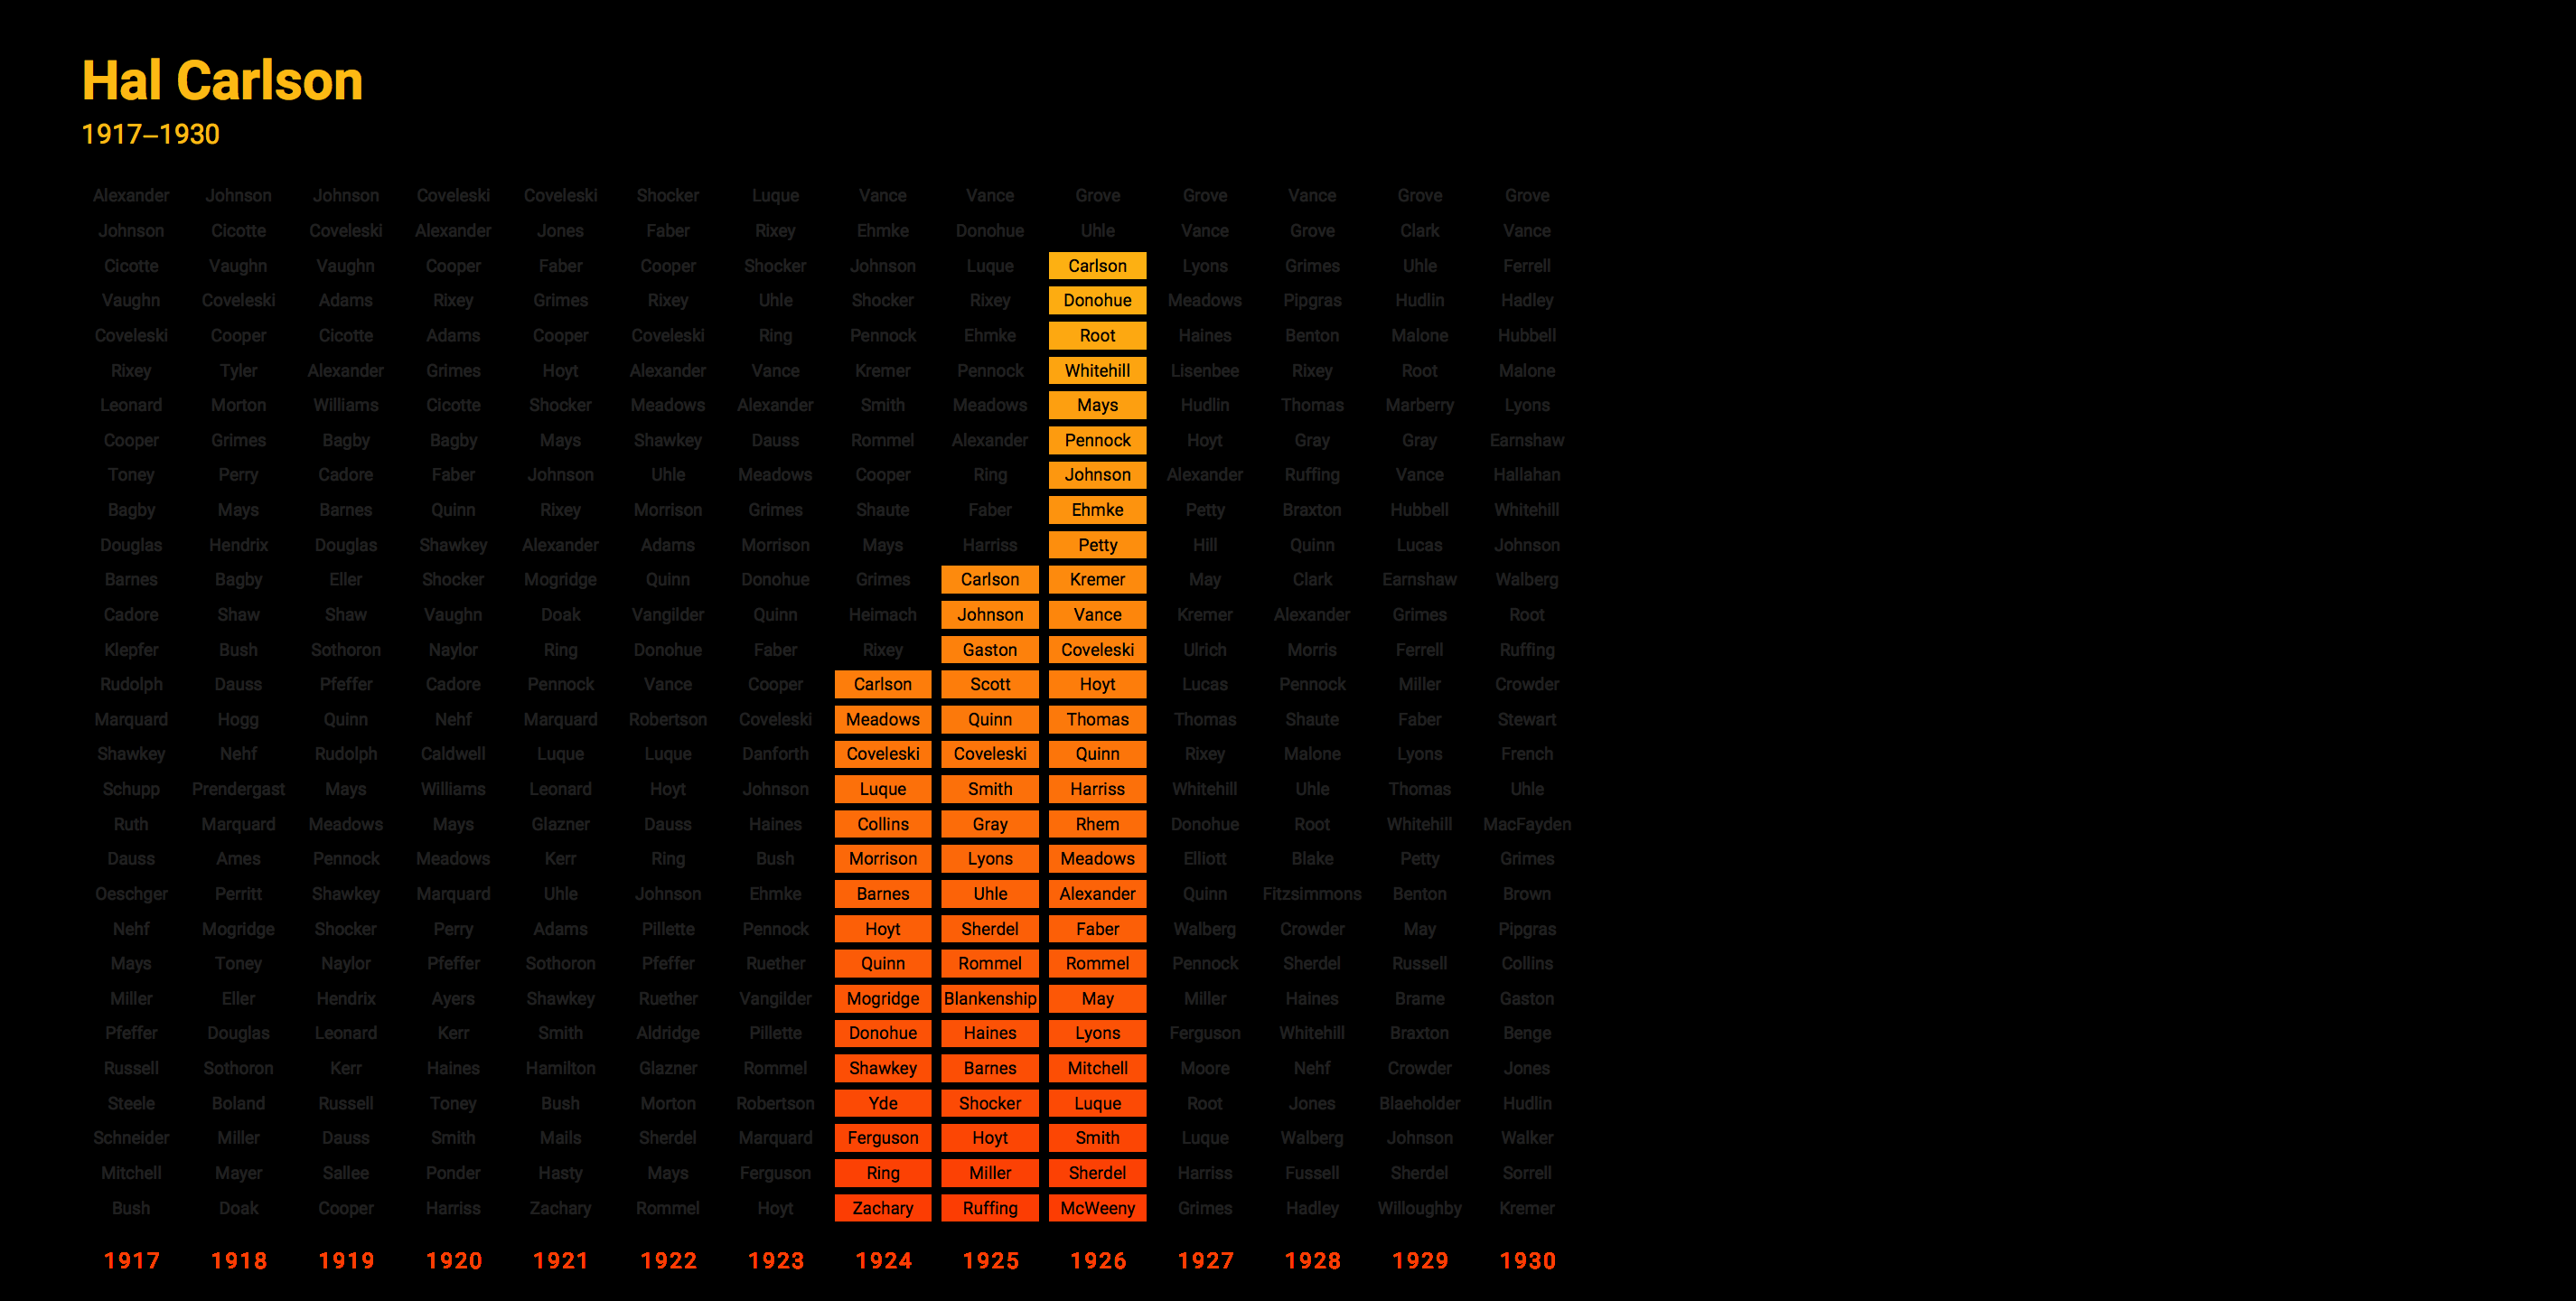 Hal Carlson
1917–1930
Alexander Johnson Johnson Coveleski Coveleski Shocker Luque Vance Vance Grove Grove Vance Grove Grove
Johnson Cicotte Coveleski Alexander Jones Faber Rixey Ehmke Donohue Uhle Vance Grove Clark Vance
Cicotte Vaughn Vaughn Cooper Faber Cooper Shocker Johnson Luque Carlson Lyons Grimes Uhle Ferrell
Vaughn Coveleski Adams Rixey Grimes Rixey Uhle Shocker Rixey Donohue Meadows Pipgras Hudlin Hadley
Coveleski Cooper Cicotte Adams Cooper Coveleski Ring Pennock Ehmke Root Haines Benton Malone Hubbell
Rixey Tyler Alexander Grimes Hoyt Alexander Vance Kremer Pennock Whitehill Lisenbee Rixey Root Malone
Leonard Morton Williams Cicotte Shocker Meadows Alexander Smith Meadows Mays Hudlin Thomas Marberry Lyons
Cooper Grimes Bagby Bagby Mays Shawkey Dauss Rommel Alexander Pennock Hoyt Gray Gray Earnshaw
Toney Perry Cadore Faber Johnson Uhle Meadows Cooper Ring Johnson Alexander Ruffing Vance Hallahan
Bagby Mays Barnes Quinn Rixey Morrison Grimes Shaute Faber Ehmke Petty Braxton Hubbell Whitehill
Douglas Hendrix Douglas Shawkey Alexander Adams Morrison Mays Harriss Petty Hill Quinn Lucas Johnson
Barnes Bagby Eller Shocker Mogridge Quinn Donohue Grimes Carlson Kremer May Clark Earnshaw Walberg
Cadore Shaw Shaw Vaughn Doak Vangilder Quinn Heimach Johnson Vance Kremer Alexander Grimes Root
Klepfer Bush Sothoron Naylor Ring Donohue Faber Rixey Gaston Coveleski Ulrich Morris Ferrell Ruffing
Rudolph Dauss Pfeffer Cadore Pennock Vance Cooper Carlson Scott Hoyt Lucas Pennock Miller Crowder
Marquard Hogg Quinn Nehf Marquard Robertson Coveleski Meadows Quinn Thomas Thomas Shaute Faber Stewart
Shawkey Nehf Rudolph Caldwell Luque Luque Danforth Coveleski Coveleski Quinn Rixey Malone Lyons French
Schupp Prendergast Mays Williams Leonard Hoyt Johnson Luque Smith Harriss Whitehill Uhle Thomas Uhle
Ruth Marquard Meadows Mays Glazner Dauss Haines Collins Gray Rhem Donohue Root Whitehill MacFayden
Dauss Ames Pennock Meadows Kerr Ring Bush Morrison Lyons Meadows Elliott Blake Petty Grimes
Oeschger Perritt Shawkey Marquard Uhle Johnson Ehmke Barnes Uhle Alexander Quinn Fitzsimmons Benton Brown
Nehf Mogridge Shocker Perry Adams Pillette Pennock Hoyt Sherdel Faber Walberg Crowder May Pipgras
Mays Toney Naylor Pfeffer Sothoron Pfeffer Ruether Quinn Rommel Rommel Pennock Sherdel Russell Collins
Miller Eller Hendrix Ayers Shawkey Ruether Vangilder Mogridge Blankenship May Miller Haines Brame Gaston
Pfeffer Douglas Leonard Kerr Smith Aldridge Pillette Donohue Haines Lyons Ferguson Whitehill Braxton Benge
Russell Sothoron Kerr Haines Hamilton Glazner Rommel Shawkey Barnes Mitchell Moore Nehf Crowder Jones
Steele Boland Russell Toney Bush Morton Robertson Yde Shocker Luque Root Jones Blaeholder Hudlin
Schneider Miller Dauss Smith Mails Sherdel Marquard Ferguson Hoyt Smith Luque Walberg Johnson Walker
Mitchell Mayer Sallee Ponder Hasty Mays Ferguson Ring Miller Sherdel Harriss Fussell Sherdel Sorrell
Bush Doak Cooper Harriss Zachary Rommel Hoyt Zachary Ruffing McWeeny Grimes Hadley Willoughby Kremer
1917 1918 1919 1920 1921 1922 1923 1924 1925 1926 1927 1928 1929 1930